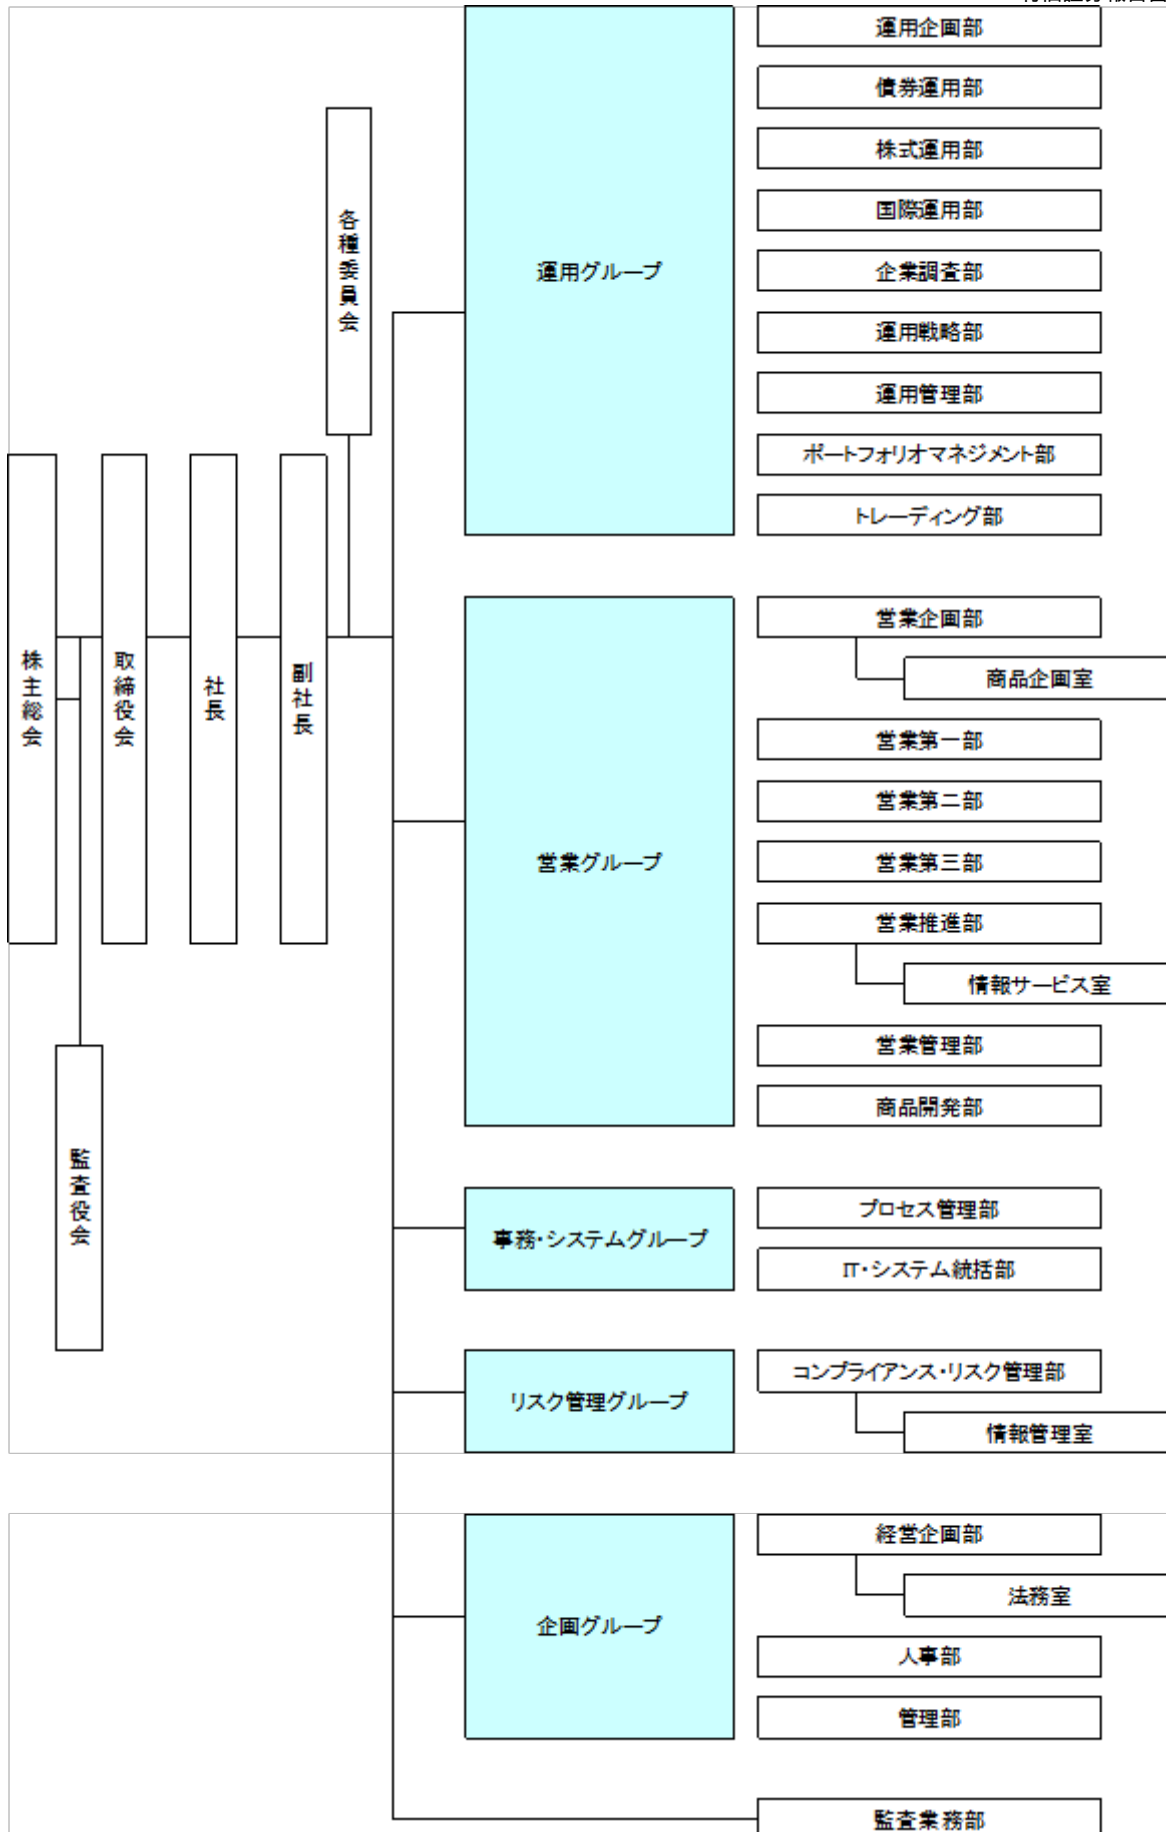 運用企画部
債券運用部
株式運用部
国際運用部
企業調査部
運用戦略部
運用管理部
ポートフォリオマネジメント部
トレーディング部
運用グループ
各種委員会
株主総会
取締役会
社長
副社長
監査役会
営業グループ
営業企画部
商品企画室
営業第一部
営業第二部
営業第三部
営業推進部
情報サービス室
営業管理部
商品開発部
事務・システムグループ
プロセス管理部
IT・システム統括部
リスク管理グループ
コンプライアンス・リスク管理部
情報管理室
企画グループ
経営企画部
法務室
人事部
管理部
監査業務部